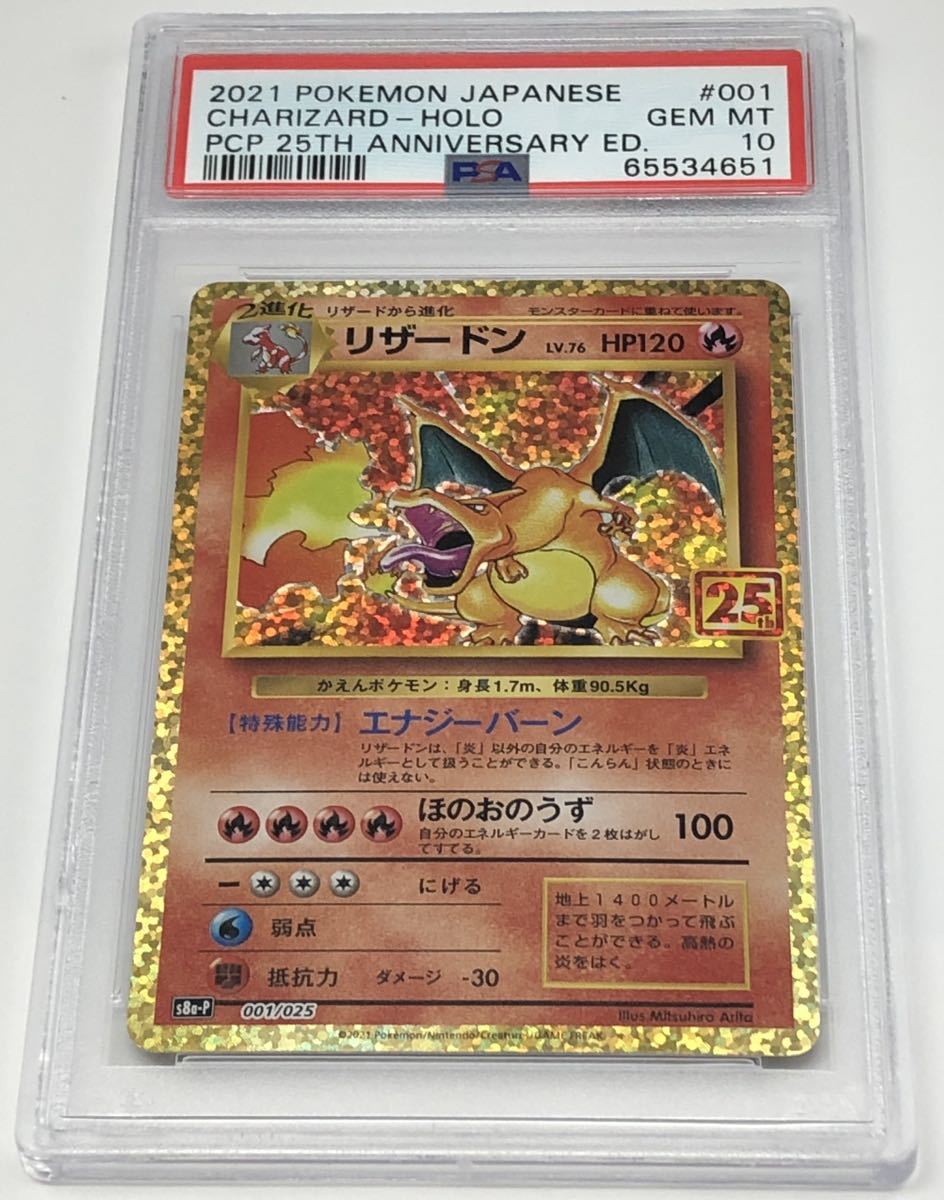 2021 POKEMON JAPANESE #001
CHARIZARD-HOLO GEM MT
PCP 25TH ANNIVERSARY ED. 10
PSA 65534651
2進化 リザードから進化 モンスターカードに重ねて使います。
リザードン LV.76 HP120
25th
かえんポケモン:身長1.7m、体重90.5Kg
【特殊能力】エナジーバーン
リザードンは、「炎」以外の自分のエネルギーを「炎」エネ
ルギーとして扱うことができる。「こんらん」状態のときに
は使えない。
ほのおのうず 100
自分のエネルギーカードを2枚はがし
てすてる。
ー にげる
弱点
抵抗力 ダメージ -30
地上1400メートル
まで羽をつかって飛ぶ
ことができる。高熱の
炎をはく。
s8a-P 001/025
Illus Mitsuhiro Arita
©2021 Pokémon/Nintendo/Creatures/GAME FREAK